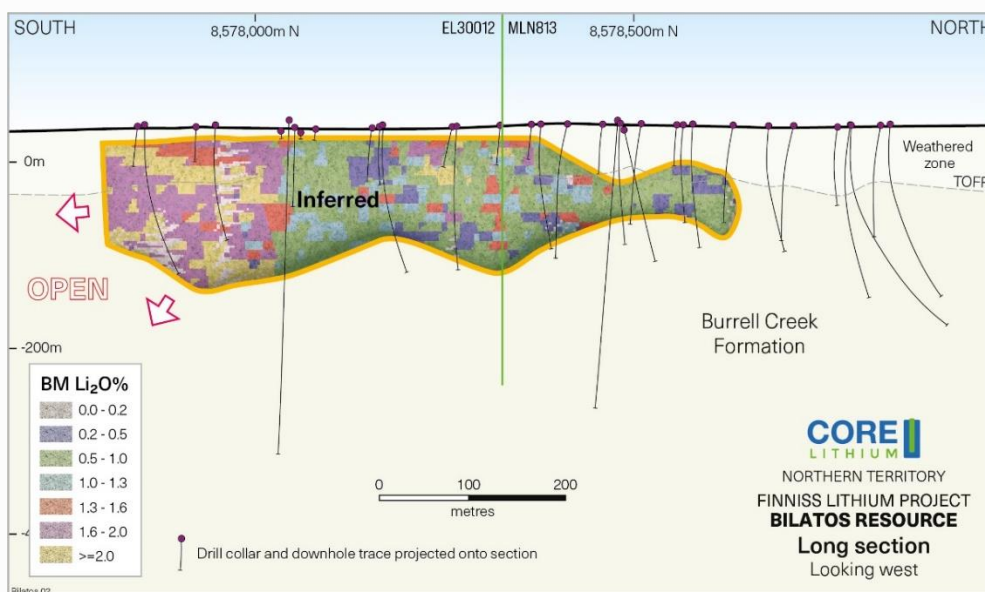 SOUTH
8,578,000m N
EL30012
MLN813
8,578,500m N
NORTH
0m
Weathered
zone
Inferred
OPEN
Burrell Creek
Formation
-200m
BM Li₂O%
0.0 - 0.2
0.2 - 0.5
0.5 - 1.0
1.0 - 1.3
1.3 - 1.6
1.6 - 2.0
>=2.0
0 100 200
metres
Drill collar and downhole trace projected onto section
CORE
LITHIUM
NORTHERN TERRITORY
FINNISS LITHIUM PROJECT
BILATOS RESOURCE
Long section
Looking west